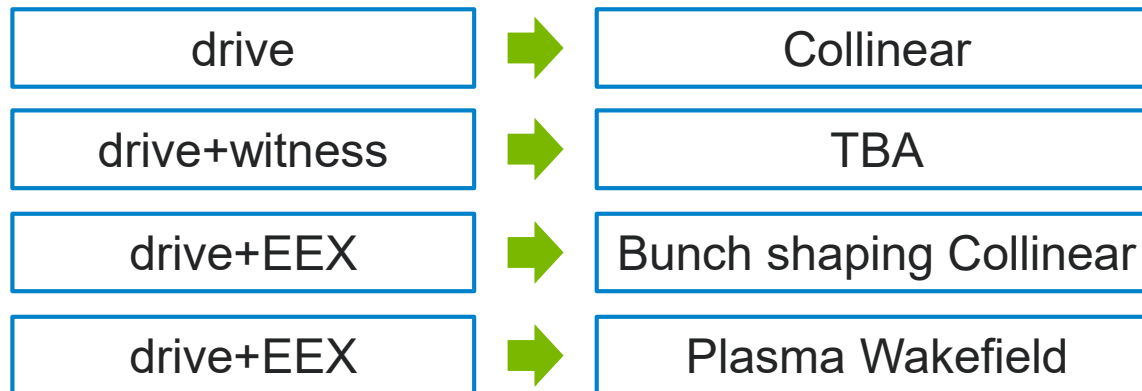 drive
Collinear
drive+witness
TBA
drive+EEX
Bunch shaping Collinear
drive+EEX
Plasma Wakefield